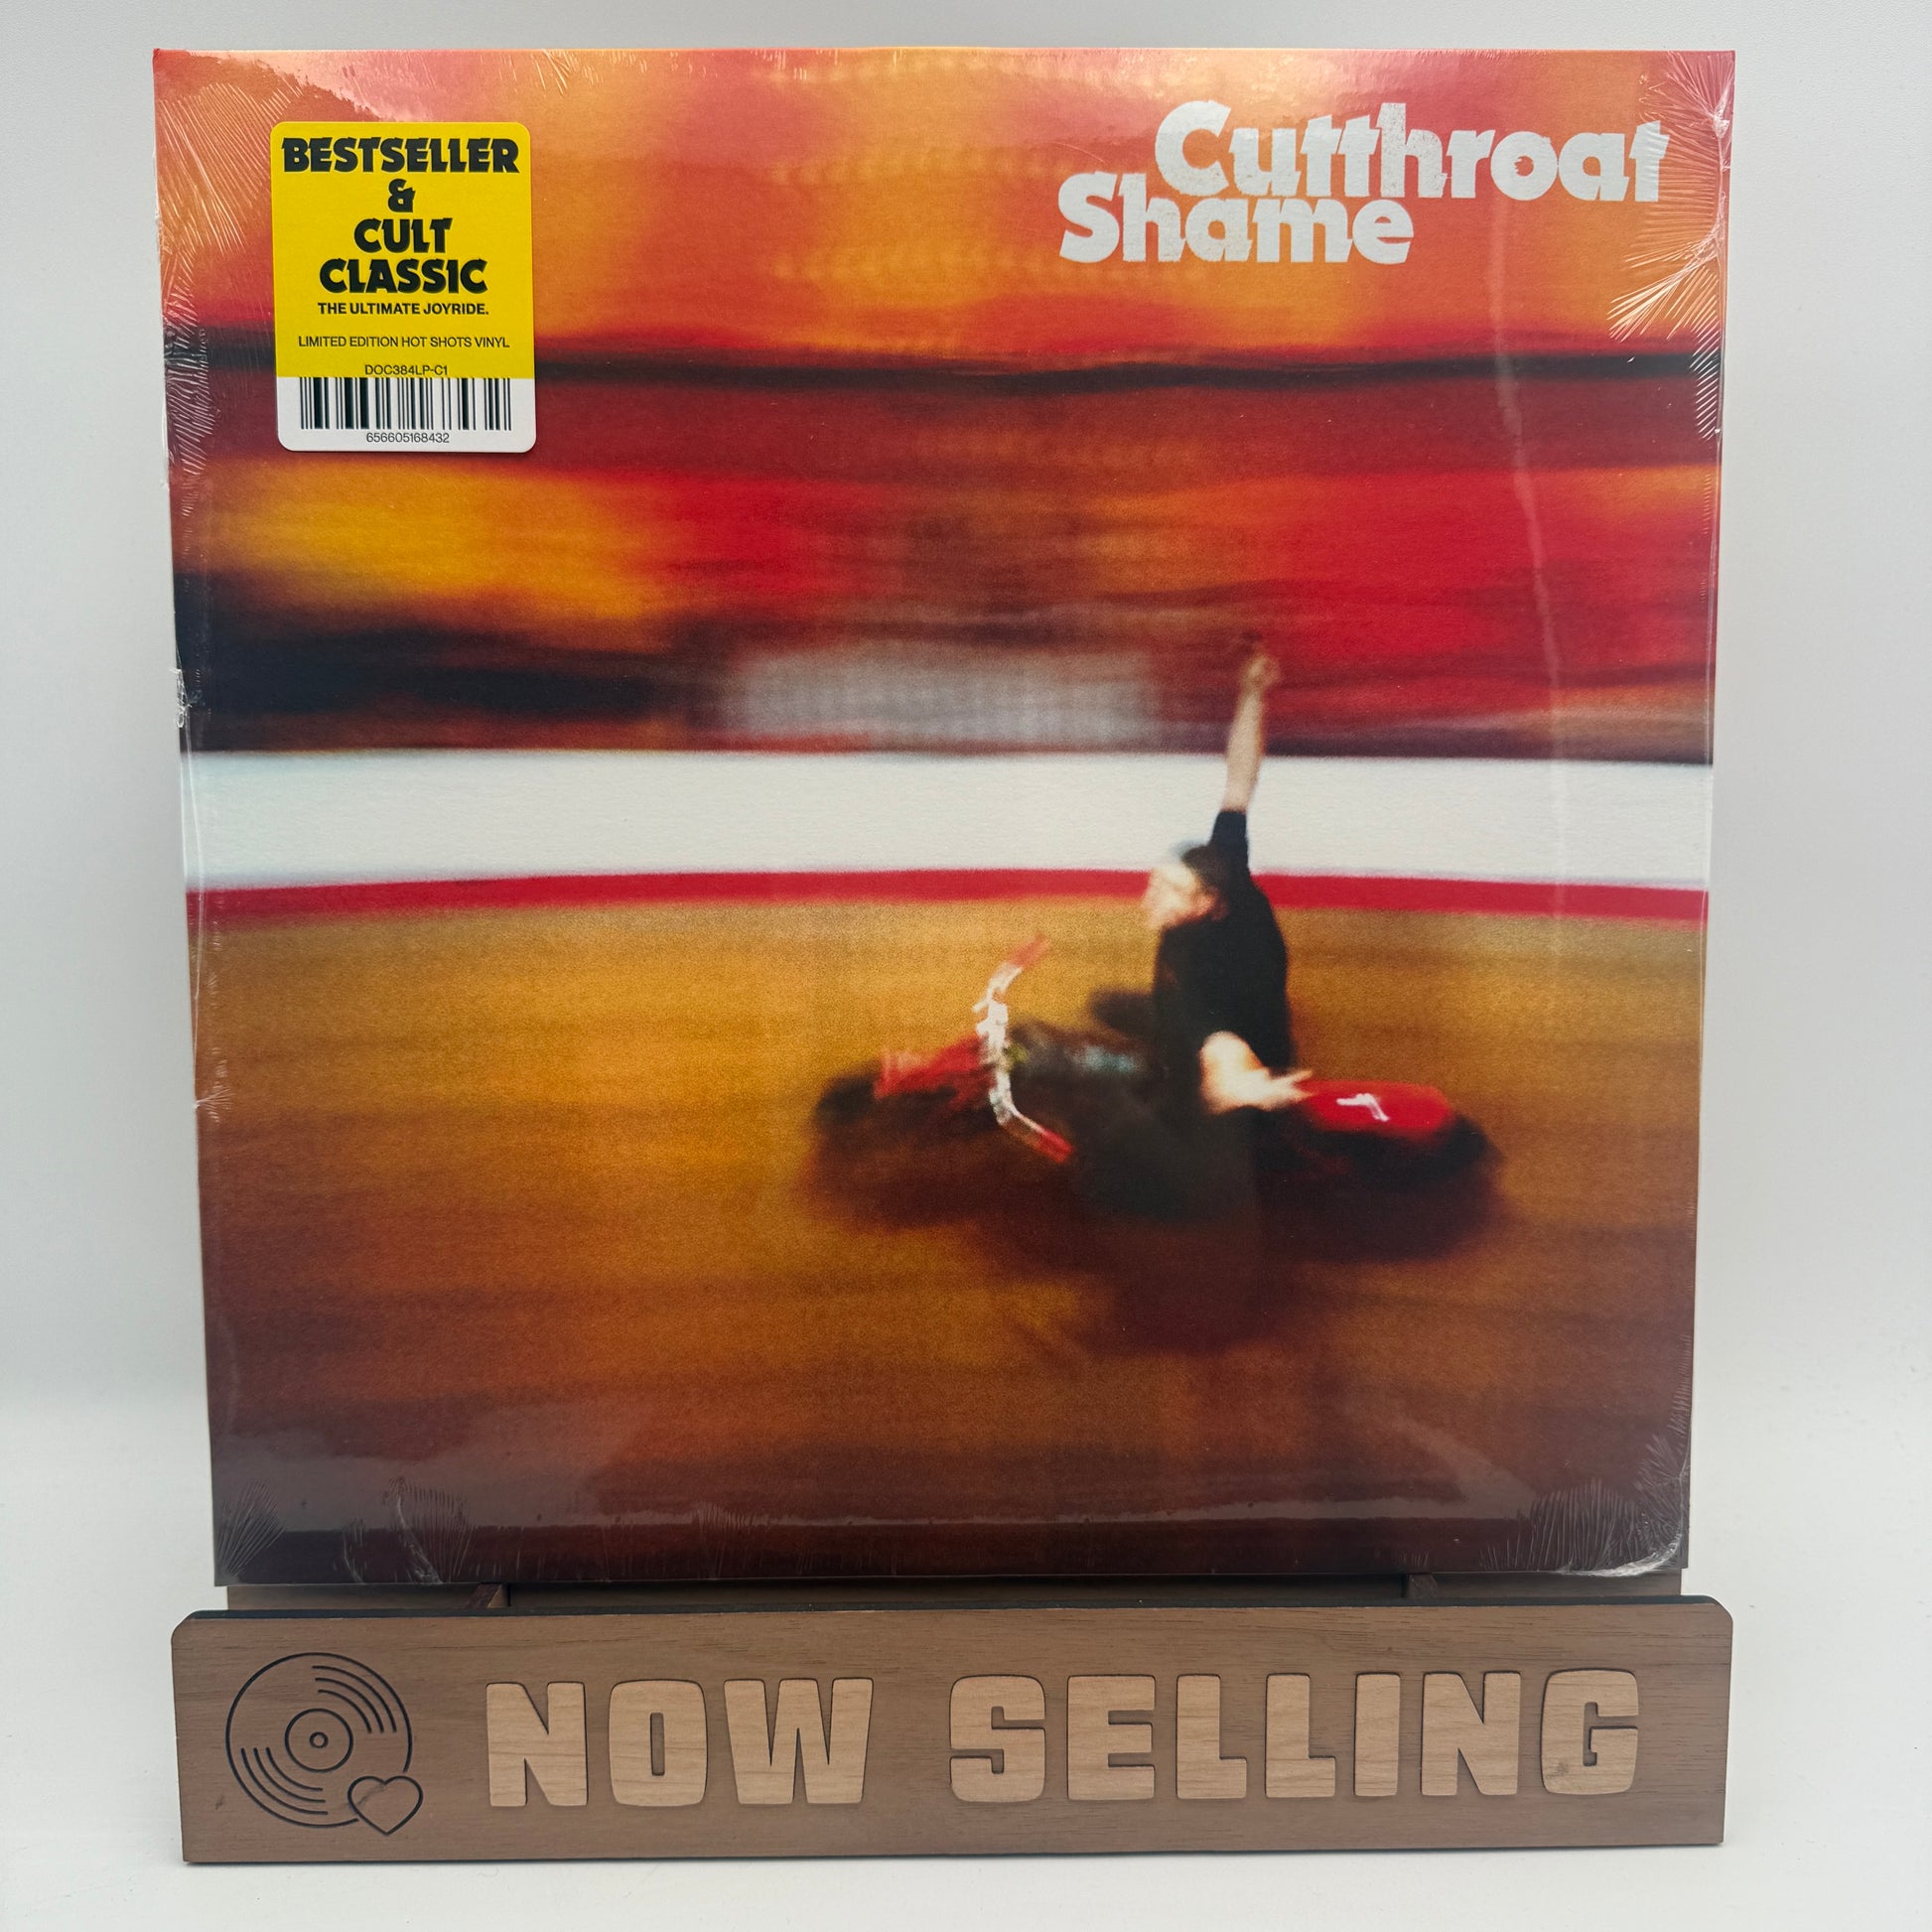 Cutthroat
Shame
BESTSELLER
&
CULT
CLASSIC
THE ULTIMATE JOYRIDE.
LIMITED EDITION HOT SHOTS VINYL
DOC384LP-C1
656605168432
NOW SELLING